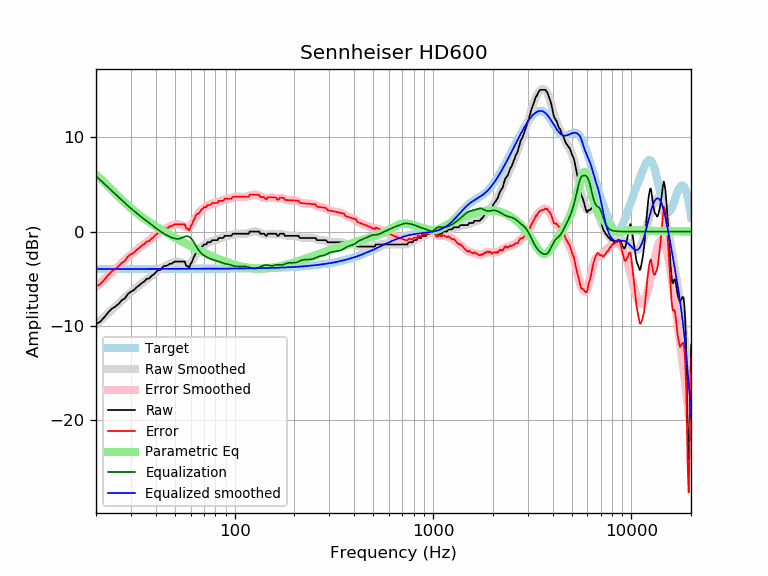 Sennheiser HD600
Amplitude (dBr)
10
0
−10
−20
Target
Raw Smoothed
Error Smoothed
Raw
Error
Parametric Eq
Equalization
Equalized smoothed
100
1000
10000
Frequency (Hz)